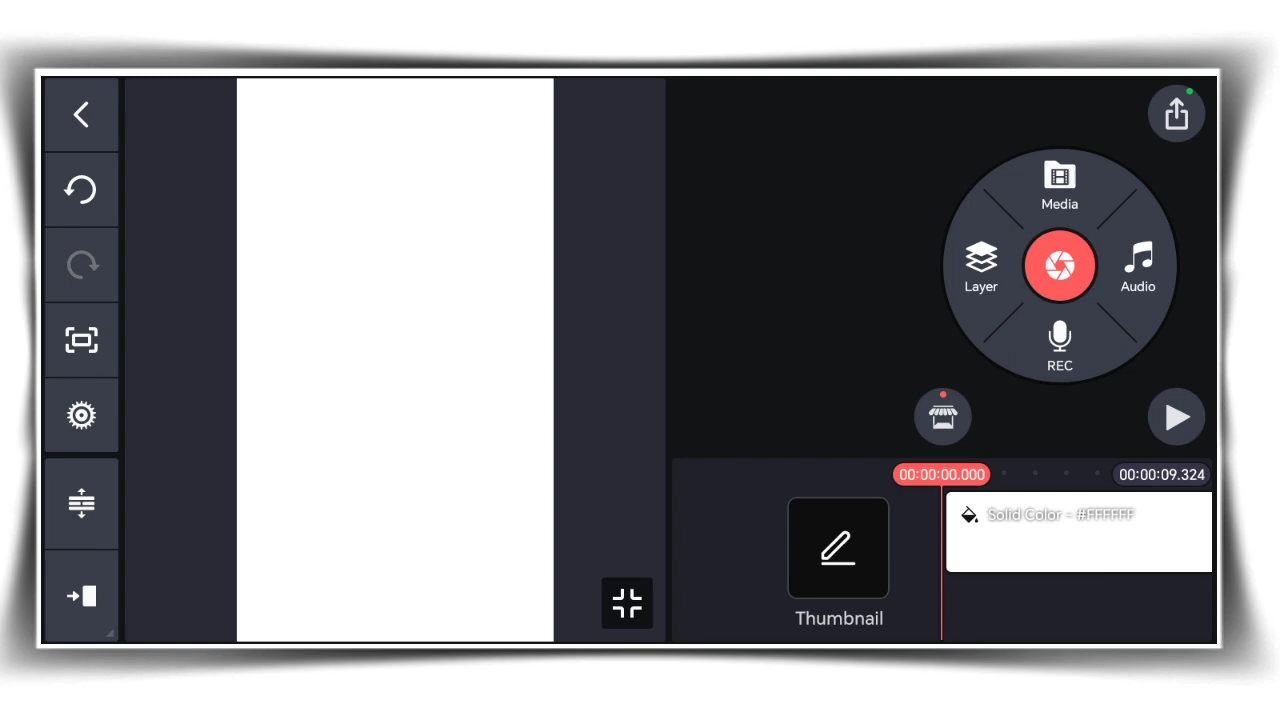 Media
Layer
Audio
REC
00:00:00.000
00:00:09.324
Solid Color - #FFFFFF
Thumbnail